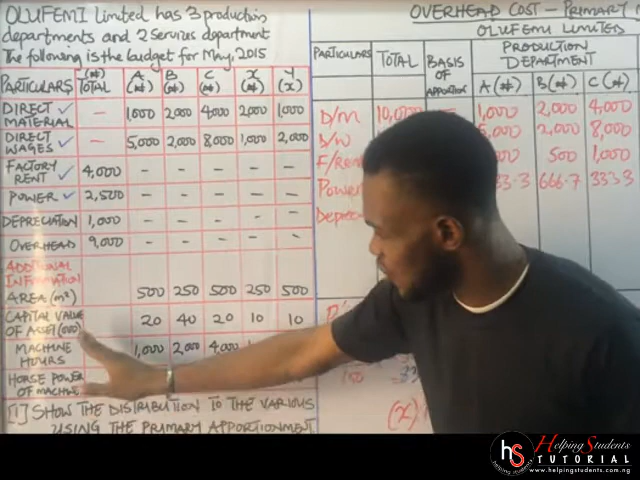 OLUFEMI Limited has 3 production
departments and 2 services department
The following is the budget for May, 2015
PARTICULARS (₦) TOTAL A (₦) B (₦) C (₦) X (₦) Y (₦)
DIRECT MATERIAL ✓ - 1,000 2,000 4,000 2,000 1,000
DIRECT WAGES ✓ - 5,000 2,000 8,000 1,000 2,000
FACTORY RENT ✓ 4,000 - - - - -
POWER ✓ 2,500 - - - - -
DEPRECIATION 1,000 - - - - -
OVERHEAD 9,000 - - - - -
ADDITIONAL
INFORMATION
AREA (m²) 500 250 500 250 500
CAPITAL VALUE OF ASSET (000) 20 40 20 10 10
MACHINE HOURS 1,000 2,000 4,000
HORSE POWER OF MACHINE
[1] SHOW THE DISTRIBUTION TO THE VARIOUS
USING THE PRIMARY APPORTIONMENT
OVERHEAD COST - PRIMARY
OLUFEMI LIMITED
PARTICULARS TOTAL BASIS OF APPORTION PRODUCTION DEPARTMENT
A (₦) B (₦) C (₦)
D/M 10,000 1,000 2,000 4,000
D/W 5,000 2,000 8,000
F/Rent 500 1,000
Power 333.3 666.7 333.3
(x)
Helping Students
TUTORIAL
www.helpingstudents.com.ng